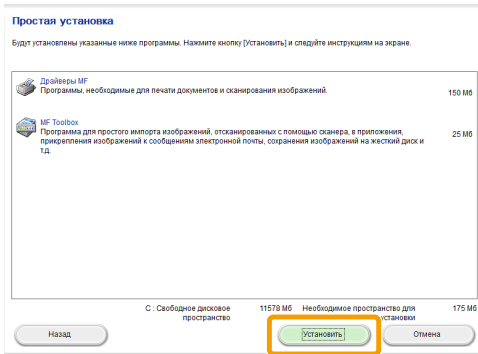 Простая установка
Будут установлены указанные ниже программы. Нажмите кнопку [Установить] и следуйте инструкциям на экране.
Драйверы MF
Программы, необходимые для печати документов и сканирования изображений.
150 Мб
MF Toolbox
Программа для простого импорта изображений, отсканированных с помощью сканера, в приложения,
прикрепления изображений к сообщениям электронной почты, сохранения изображений на жесткий диск и
т.д.
25 Мб
C : Свободное дисковое пространство
11578 Мб
Необходимое пространство для установки
175 Мб
Назад
Установить
Отмена